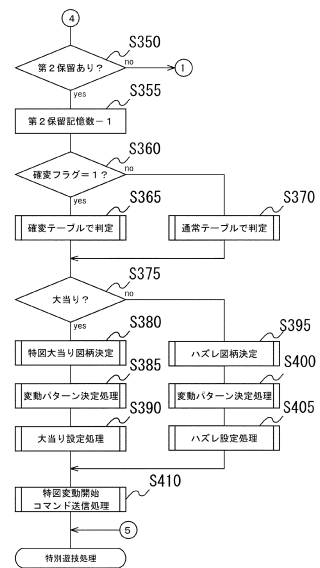 ④
S350
第２保留あり？
no
①
yes
S355
第２保留記憶数－１
S360
確変フラグ＝１？
no
yes
S365
確変テーブルで判定
S370
通常テーブルで判定
S375
大当り？
no
yes
S380
特図大当り図柄決定
S395
ハズレ図柄決定
S385
変動パターン決定処理
S400
変動パターン決定処理
S390
大当り設定処理
S405
ハズレ設定処理
S410
特図変動開始
コマンド送信処理
⑤
特別遊技処理